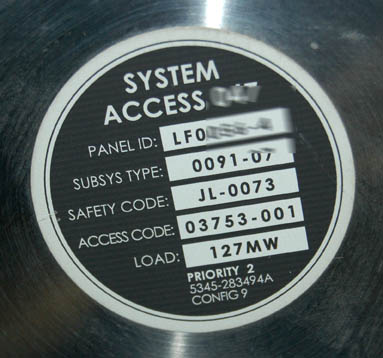 SYSTEM
ACCESS
PANEL ID:
SUBSYS TYPE: 0091-07
SAFETY CODE: JL-0073
ACCESS CODE: 03753-001
LOAD: 127MW
PRIORITY 2
5345-283494A
CONFIG 9